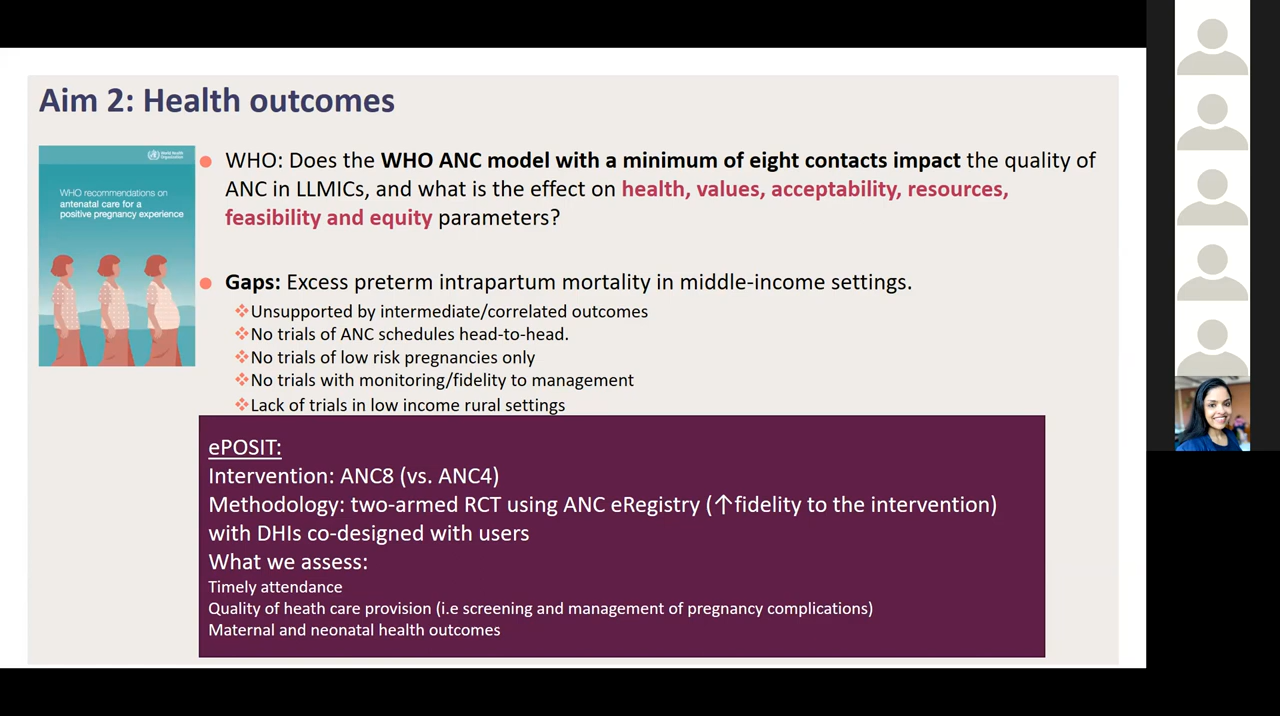 Aim 2: Health outcomes
World Health
Organization
WHO recommendations on
antenatal care for a
positive pregnancy experience
WHO: Does the WHO ANC model with a minimum of eight contacts impact the quality of
ANC in LLMICs, and what is the effect on health, values, acceptability, resources,
feasibility and equity parameters?
Gaps: Excess preterm intrapartum mortality in middle-income settings.
Unsupported by intermediate/correlated outcomes
No trials of ANC schedules head-to-head.
No trials of low risk pregnancies only
No trials with monitoring/fidelity to management
Lack of trials in low income rural settings
ePOSIT:
Intervention: ANC8 (vs. ANC4)
Methodology: two-armed RCT using ANC eRegistry (↑fidelity to the intervention)
with DHIs co-designed with users
What we assess:
Timely attendance
Quality of heath care provision (i.e screening and management of pregnancy complications)
Maternal and neonatal health outcomes